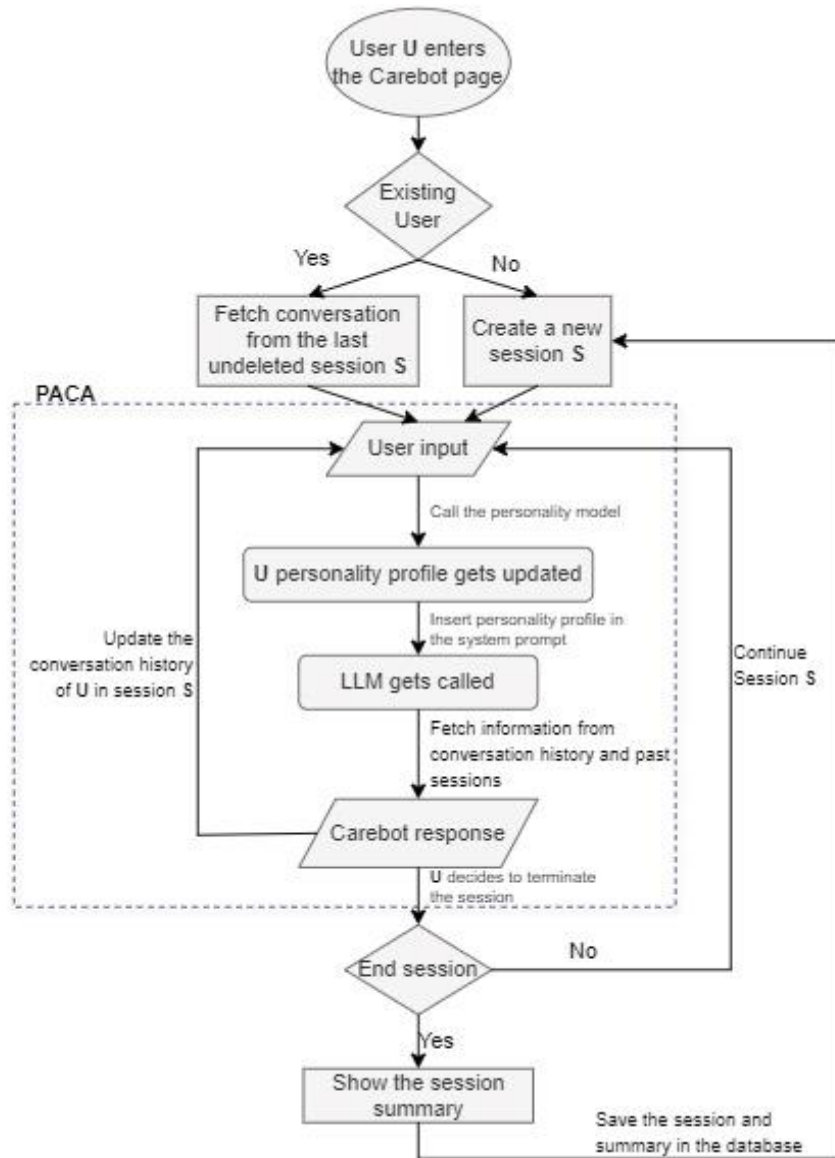 User U enters
the Carebot page
Existing
User
Yes
No
Fetch conversation
from the last
undeleted session S
Create a new
session S
PACA
User input
Call the personality model
U personality profile gets updated
Insert personality profile in
the system prompt
Update the
conversation history
of U in session S
Continue
Session S
LLM gets called
Fetch information from
conversation history and past
sessions
Carebot response
U decides to terminate
the session
End session
No
Yes
Show the session
summary
Save the session and
summary in the database